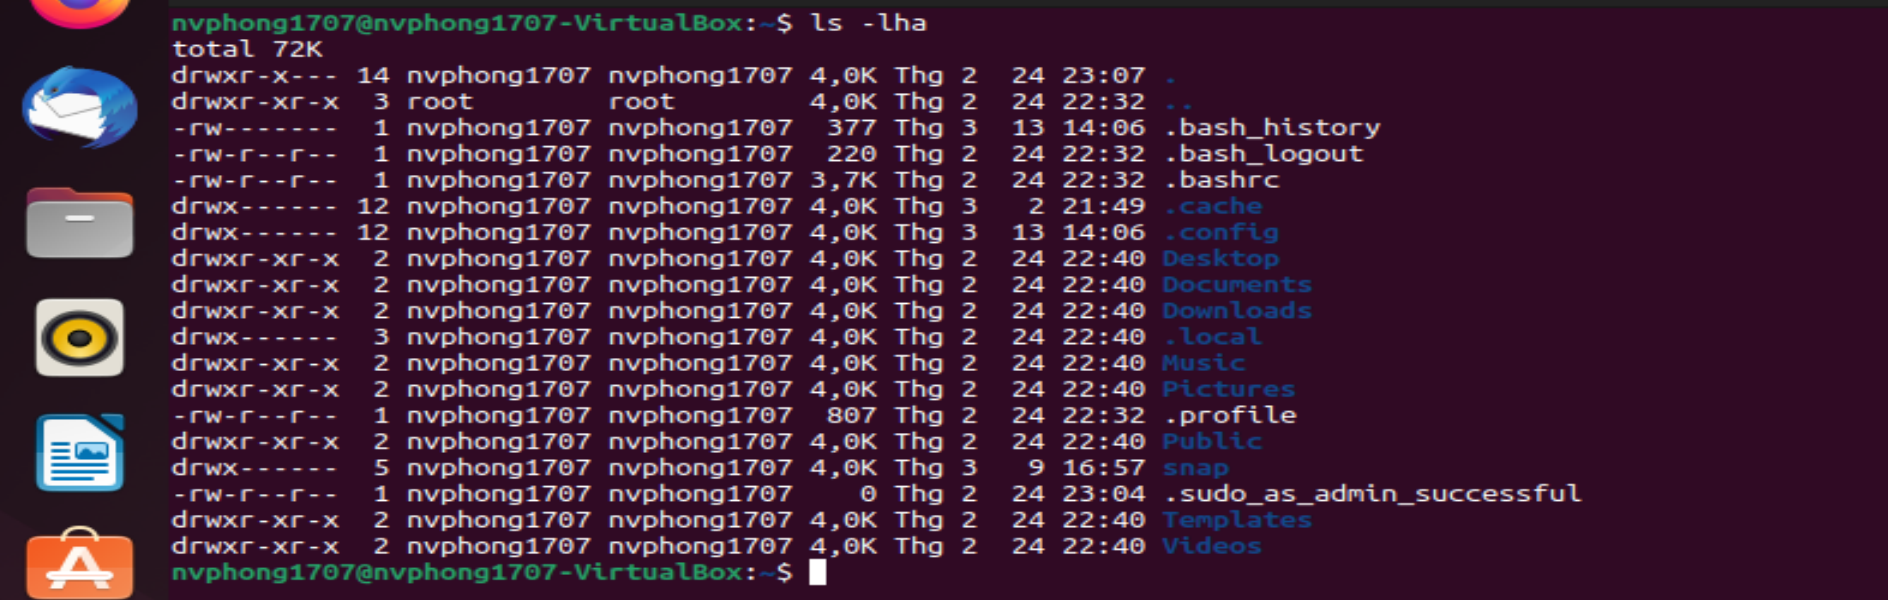 nvphong1707@nvphong1707-VirtualBox:~$ ls -lha
total 72K
drwxr-x--- 14 nvphong1707 nvphong1707 4,0K Thg 2  24 23:07 .
drwxr-xr-x  3 root        root        4,0K Thg 2  24 22:32 ..
-rw-------  1 nvphong1707 nvphong1707  377 Thg 3  13 14:06 .bash_history
-rw-r--r--  1 nvphong1707 nvphong1707  220 Thg 2  24 22:32 .bash_logout
-rw-r--r--  1 nvphong1707 nvphong1707 3,7K Thg 2  24 22:32 .bashrc
drwx------ 12 nvphong1707 nvphong1707 4,0K Thg 3   2 21:49 .cache
drwx------ 12 nvphong1707 nvphong1707 4,0K Thg 3  13 14:06 .config
drwxr-xr-x  2 nvphong1707 nvphong1707 4,0K Thg 2  24 22:40 Desktop
drwxr-xr-x  2 nvphong1707 nvphong1707 4,0K Thg 2  24 22:40 Documents
drwxr-xr-x  2 nvphong1707 nvphong1707 4,0K Thg 2  24 22:40 Downloads
drwx------  3 nvphong1707 nvphong1707 4,0K Thg 2  24 22:40 .local
drwxr-xr-x  2 nvphong1707 nvphong1707 4,0K Thg 2  24 22:40 Music
drwxr-xr-x  2 nvphong1707 nvphong1707 4,0K Thg 2  24 22:40 Pictures
-rw-r--r--  1 nvphong1707 nvphong1707  807 Thg 2  24 22:32 .profile
drwxr-xr-x  2 nvphong1707 nvphong1707 4,0K Thg 2  24 22:40 Public
drwx------  5 nvphong1707 nvphong1707 4,0K Thg 3   9 16:57 snap
-rw-r--r--  1 nvphong1707 nvphong1707    0 Thg 2  24 23:04 .sudo_as_admin_successful
drwxr-xr-x  2 nvphong1707 nvphong1707 4,0K Thg 2  24 22:40 Templates
drwxr-xr-x  2 nvphong1707 nvphong1707 4,0K Thg 2  24 22:40 Videos
nvphong1707@nvphong1707-VirtualBox:~$